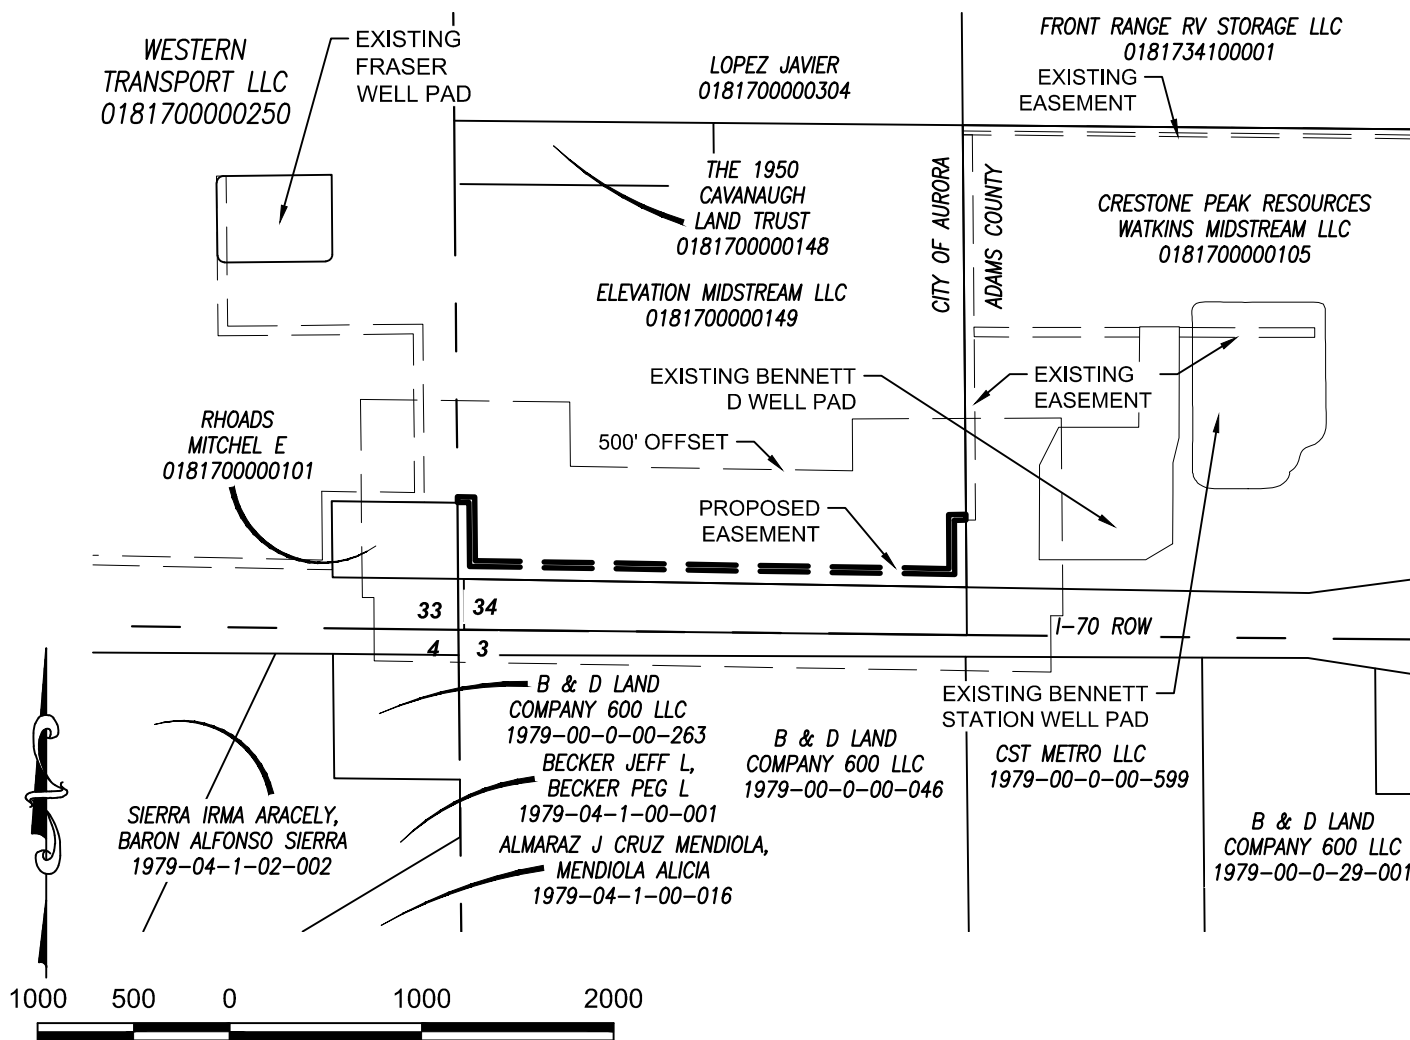 WESTERN
TRANSPORT LLC
0181700000250
EXISTING
FRASER
WELL PAD
LOPEZ JAVIER
0181700000304
FRONT RANGE RV STORAGE LLC
0181734100001
EXISTING
EASEMENT
THE 1950
CAVANAUGH
LAND TRUST
0181700000148
CITY OF AURORA
ADAMS COUNTY
CRESTONE PEAK RESOURCES
WATKINS MIDSTREAM LLC
0181700000105
ELEVATION MIDSTREAM LLC
0181700000149
EXISTING BENNETT
D WELL PAD
EXISTING
EASEMENT
RHOADS
MITCHEL E
0181700000101
500' OFFSET
PROPOSED
EASEMENT
33
34
4
3
I-70 ROW
B & D LAND
COMPANY 600 LLC
1979-00-0-00-263
EXISTING BENNETT
STATION WELL PAD
BECKER JEFF L,
BECKER PEG L
1979-04-1-00-001
B & D LAND
COMPANY 600 LLC
1979-00-0-00-046
CST METRO LLC
1979-00-0-00-599
SIERRA IRMA ARACELY,
BARON ALFONSO SIERRA
1979-04-1-02-002
ALMARAZ J CRUZ MENDIOLA,
MENDIOLA ALICIA
1979-04-1-00-016
B & D LAND
COMPANY 600 LLC
1979-00-0-29-001
1000 500 0 1000 2000